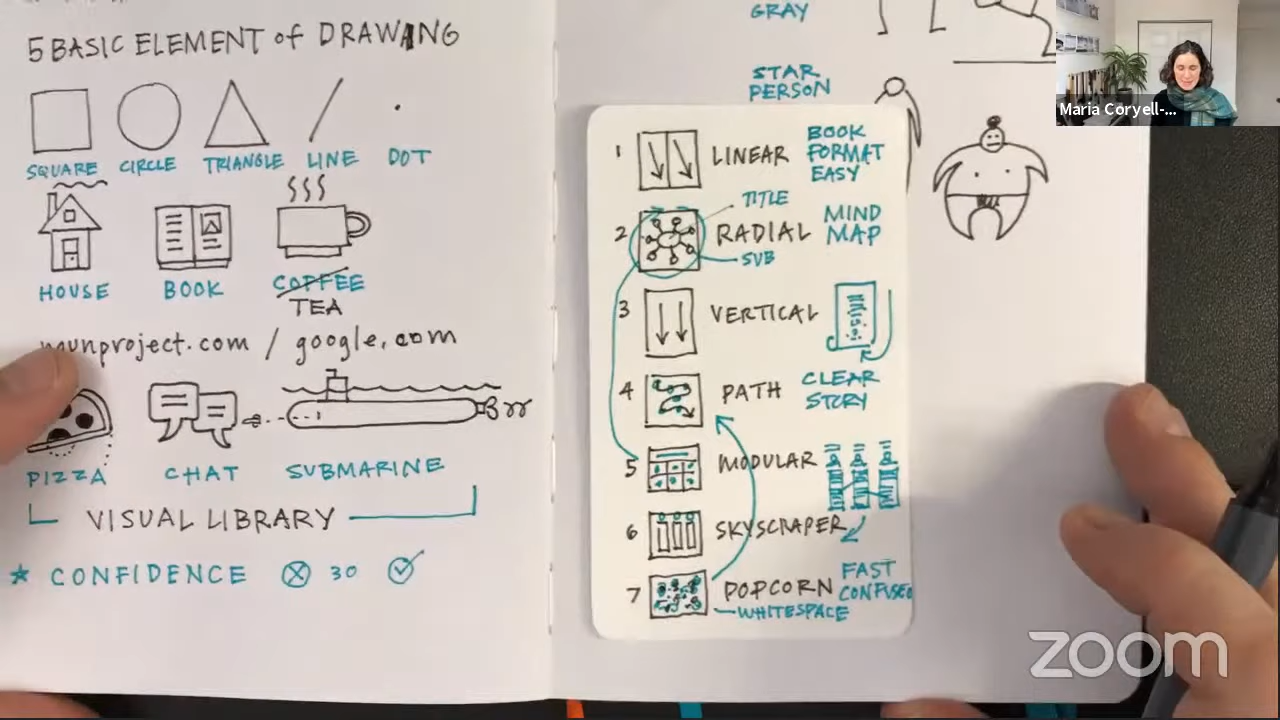 5 BASIC ELEMENT of DRAWING
SQUARE CIRCLE TRIANGLE LINE DOT
HOUSE BOOK COFFEE
TEA
munproject.com / google.com
PIZZA CHAT SUBMARINE
VISUAL LIBRARY
CONFIDENCE 30
GRAY
STAR
PERSON
1 LINEAR
BOOK
FORMAT
EASY
TITLE
2 RADIAL
SUB
MIND
MAP
3 VERTICAL
4 PATH
CLEAR
STORY
5 MODULAR
6 SKYSCRAPER
7 POPCORN
WHITESPACE
FAST
CONFUSED
Maria Coryell-...
zoom